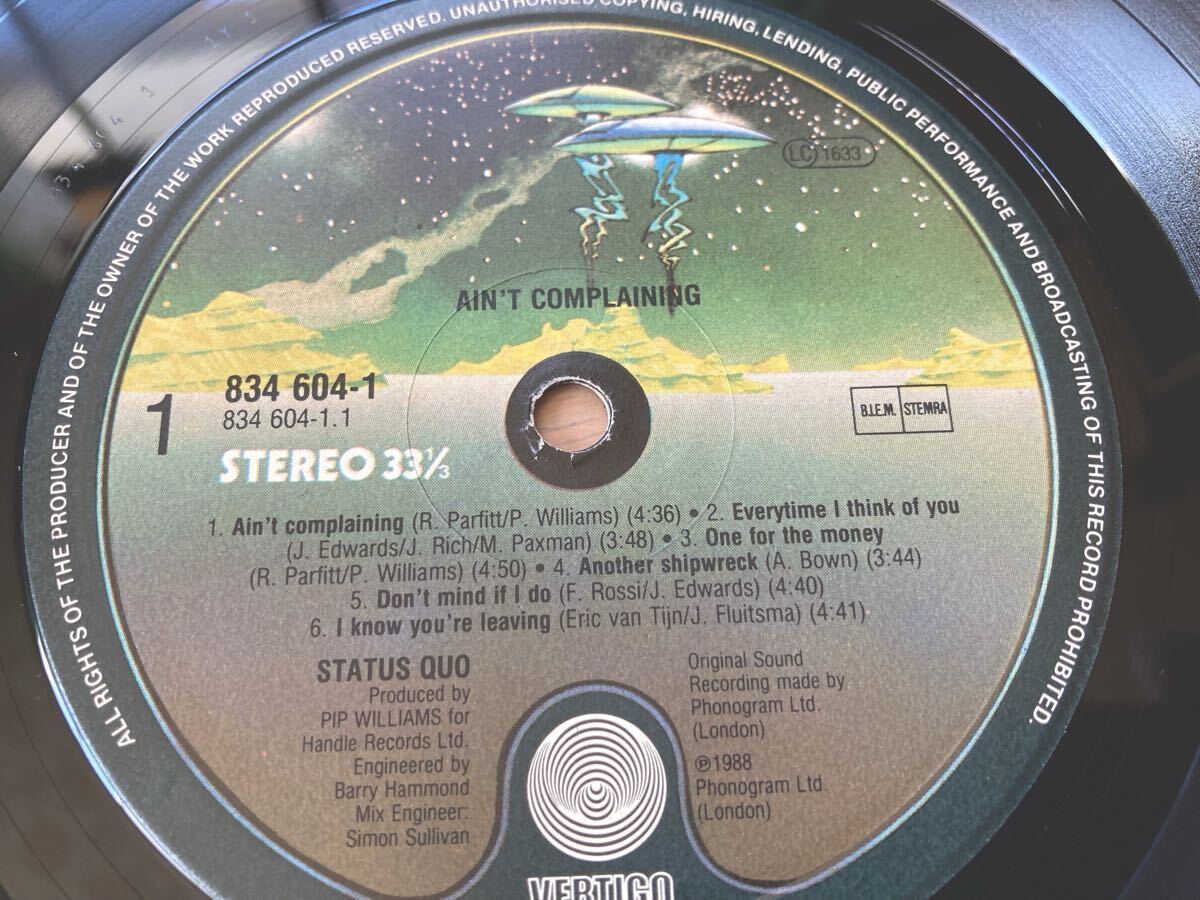 ALL RIGHTS OF THE PRODUCER AND OF THE OWNER OF THE WORK REPRODUCED RESERVED. UNAUTHORISED COPYING, HIRING, LENDING, PUBLIC PERFORMANCE AND BROADCASTING OF THIS RECORD PROHIBITED.
LC 1633
AIN'T COMPLAINING
834 604-1
1
834 604-1.1
B.I.E.M. STEMRA
STEREO 33⅓
1. Ain't complaining (R. Parfitt/P. Williams) (4:36) • 2. Everytime I think of you
(J. Edwards/J. Rich/M. Paxman) (3:48) • 3. One for the money
(R. Parfitt/P. Williams) (4:50) • 4. Another shipwreck (A. Bown) (3:44)
5. Don't mind if I do (F. Rossi/J. Edwards) (4:40)
6. I know you're leaving (Eric van Tijn/J. Fluitsma) (4:41)
STATUS QUO
Produced by
PIP WILLIAMS for
Handle Records Ltd.
Engineered by
Barry Hammond
Mix Engineer:
Simon Sullivan
Original Sound
Recording made by
Phonogram Ltd.
(London)
℗1988
Phonogram Ltd.
(London)
VERTIGO